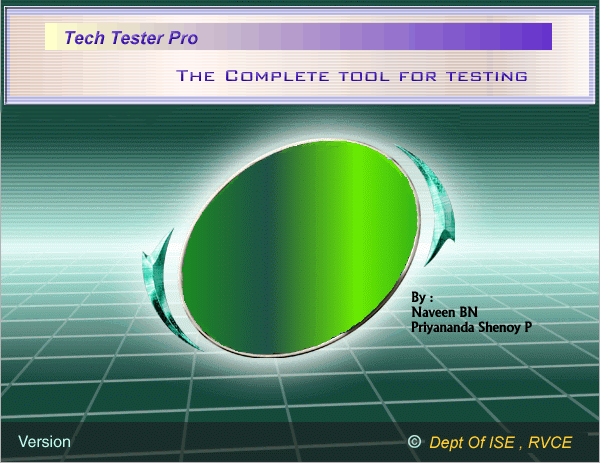 Tech Tester Pro
THE COMPLETE TOOL FOR TESTING
By :
Naveen BN
Priyananda Shenoy P
Version
© Dept Of ISE , RVCE